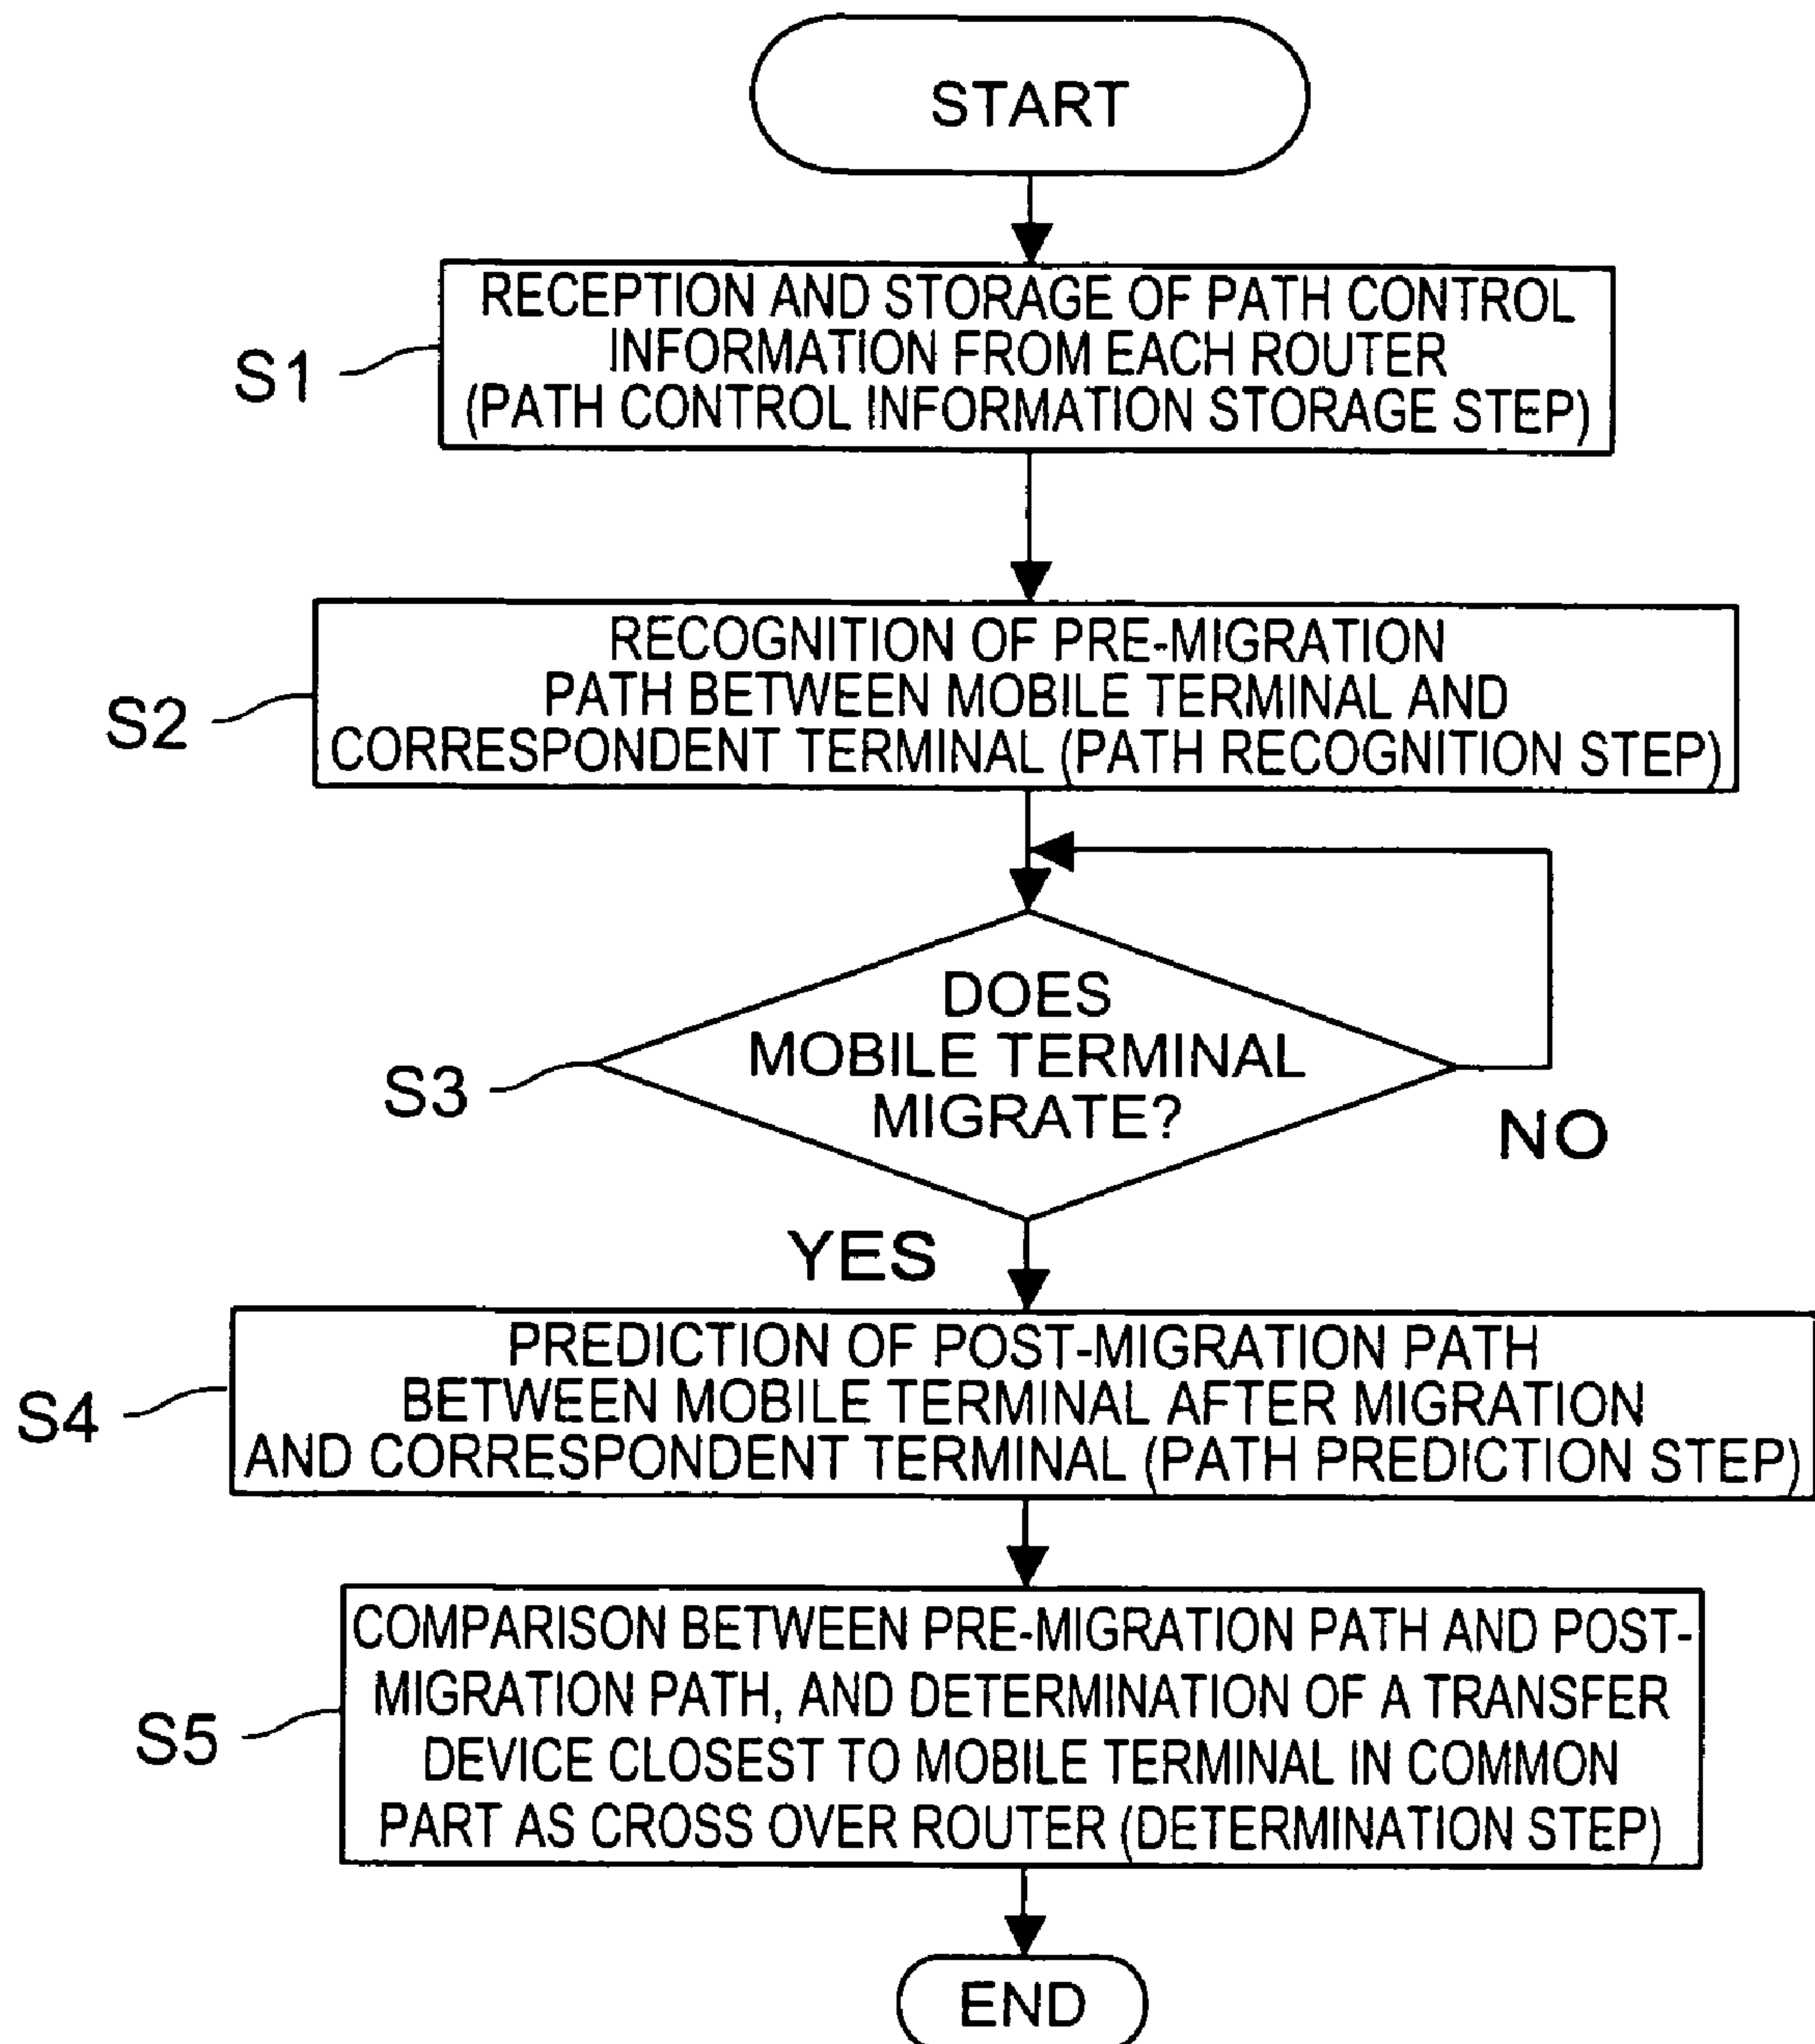 START
S1
RECEPTION AND STORAGE OF PATH CONTROL
INFORMATION FROM EACH ROUTER
(PATH CONTROL INFORMATION STORAGE STEP)
S2
RECOGNITION OF PRE-MIGRATION
PATH BETWEEN MOBILE TERMINAL AND
CORRESPONDENT TERMINAL (PATH RECOGNITION STEP)
S3
DOES
MOBILE TERMINAL
MIGRATE?
NO
YES
S4
PREDICTION OF POST-MIGRATION PATH
BETWEEN MOBILE TERMINAL AFTER MIGRATION
AND CORRESPONDENT TERMINAL (PATH PREDICTION STEP)
S5
COMPARISON BETWEEN PRE-MIGRATION PATH AND POST-
MIGRATION PATH, AND DETERMINATION OF A TRANSFER
DEVICE CLOSEST TO MOBILE TERMINAL IN COMMON
PART AS CROSS OVER ROUTER (DETERMINATION STEP)
END